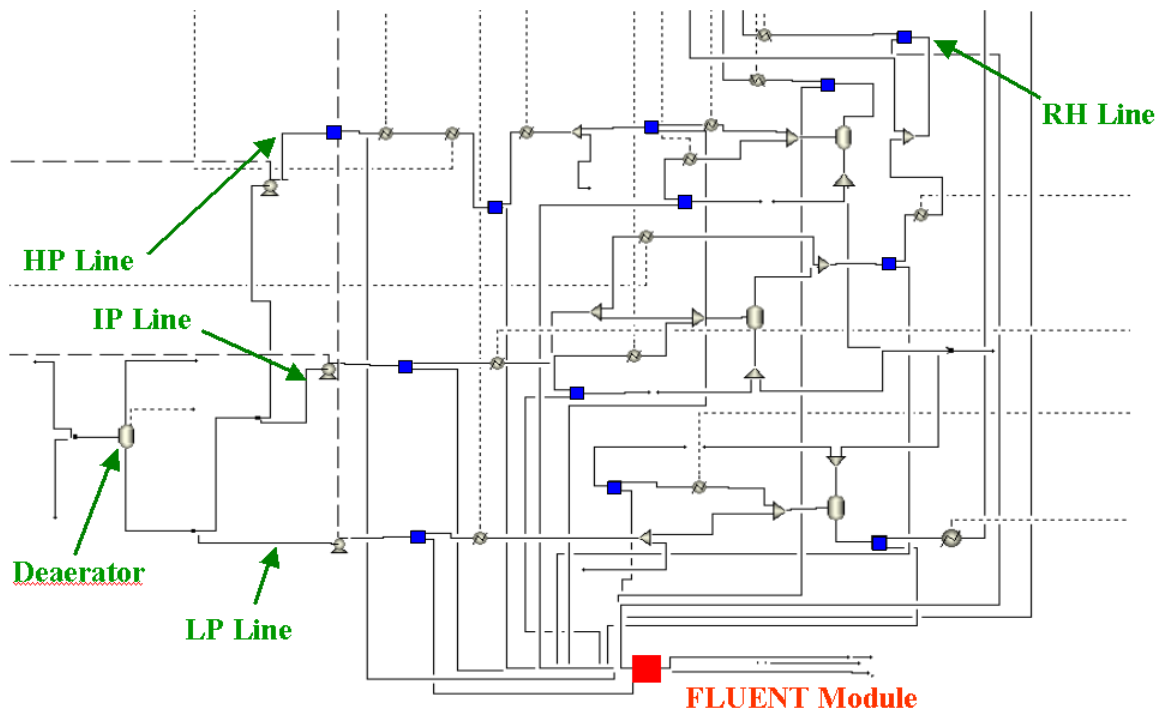 RH Line
HP Line
IP Line
Deaerator
LP Line
FLUENT Module